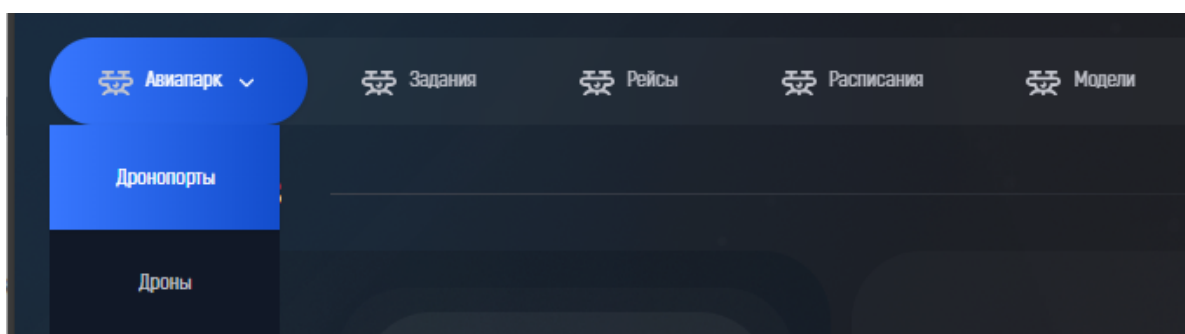 Авиапарк
Задания
Рейсы
Расписания
Модели
Дронопорты
Дроны